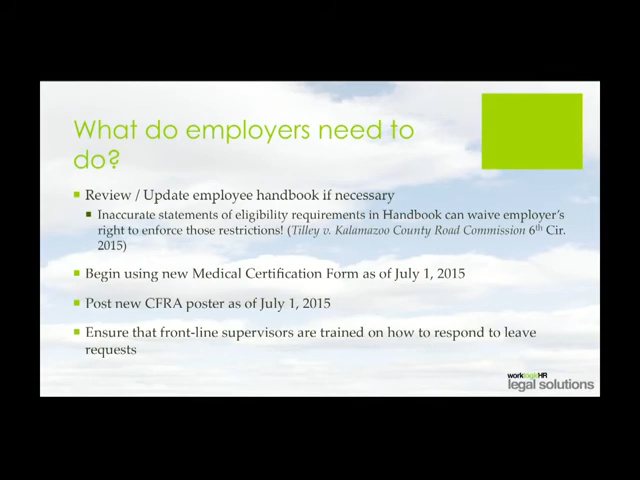 What do employers need to
do?
Review / Update employee handbook if necessary
Inaccurate statements of eligibility requirements in Handbook can waive employer's
right to enforce those restrictions! (Tilley v. Kalamazoo County Road Commission 6th Cir.
2015)
Begin using new Medical Certification Form as of July 1, 2015
Post new CFRA poster as of July 1, 2015
Ensure that front-line supervisors are trained on how to respond to leave
requests
worklogicHR
legal solutions